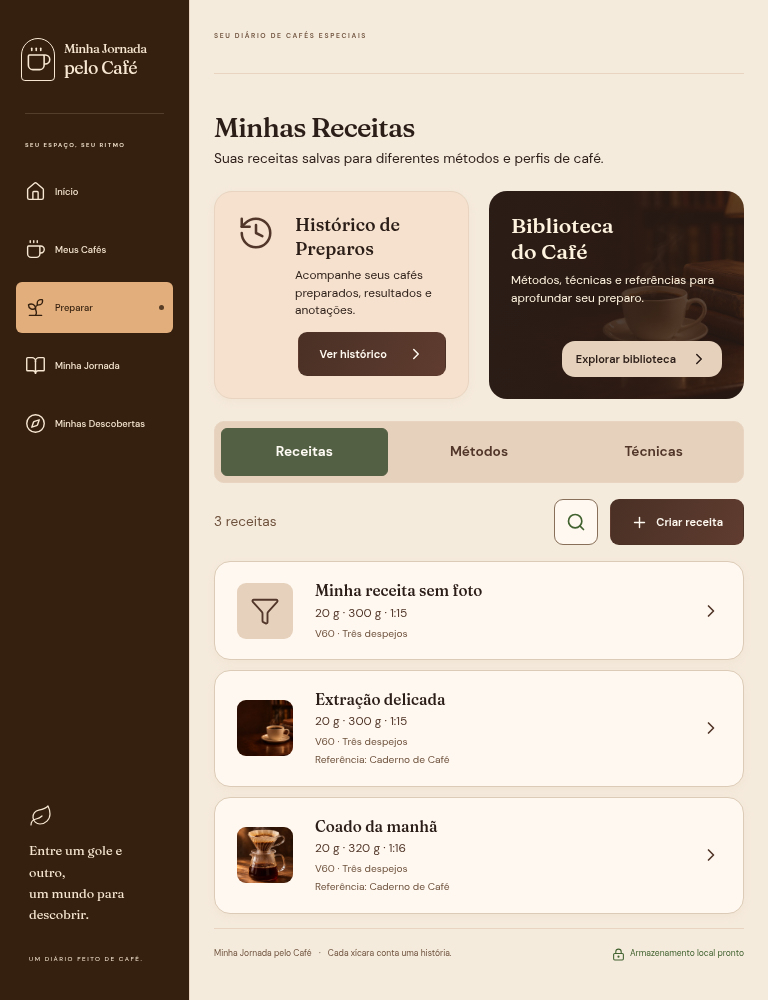 Minha Jornada
pelo Café
SEU ESPAÇO, SEU RITMO
Início
Meus Cafés
Preparar
Minha Jornada
Minhas Descobertas
Entre um gole e
outro,
um mundo para
descobrir.
UM DIÁRIO FEITO DE CAFÉ.
SEU DIÁRIO DE CAFÉS ESPECIAIS
Minhas Receitas
Suas receitas salvas para diferentes métodos e perfis de café.
Histórico de
Preparos
Acompanhe seus cafés
preparados, resultados e
anotações.
Ver histórico
Biblioteca
do Café
Métodos, técnicas e referências para
aprofundar seu preparo.
Explorar biblioteca
Receitas
Métodos
Técnicas
3 receitas
Criar receita
Minha receita sem foto
20 g · 300 g · 1:15
V60 · Três despejos
Extração delicada
20 g · 300 g · 1:15
V60 · Três despejos
Referência: Caderno de Café
Coado da manhã
20 g · 320 g · 1:16
V60 · Três despejos
Referência: Caderno de Café
Minha Jornada pelo Café · Cada xícara conta uma história.
Armazenamento local pronto